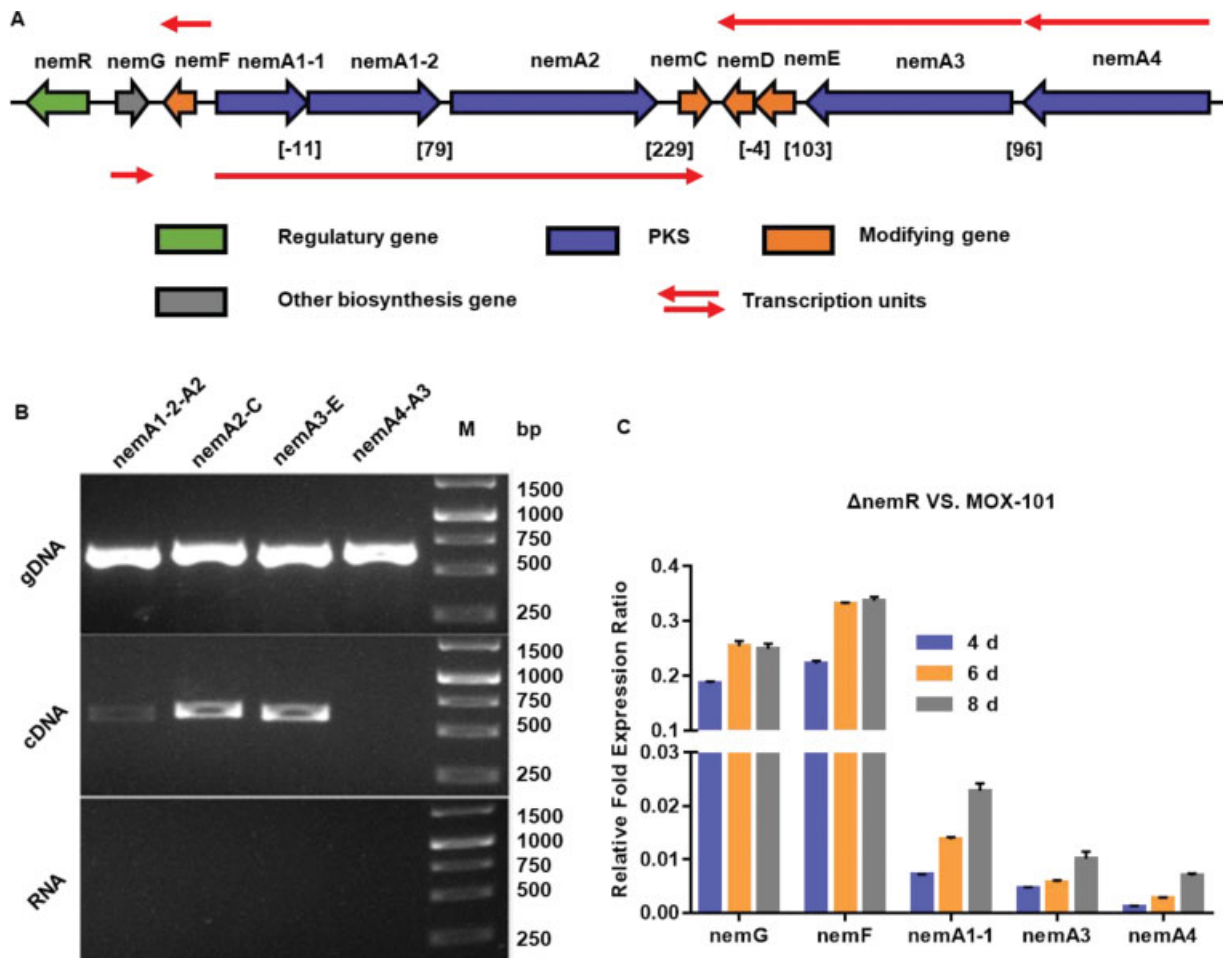 A
nemR nemG nemF nemA1-1 nemA1-2 nemA2 nemC nemD nemE nemA3 nemA4
[-11] [79] [229] [-4] [103] [96]
Regulatury gene
PKS
Modifying gene
Other biosynthesis gene
Transcription units
B
nemA1-2-A2
nemA2-C
nemA3-E
nemA4-A3
M
bp
gDNA
1500
1000
750
500
250
cDNA
1500
1000
750
500
250
RNA
1500
1000
750
500
250
C
ΔnemR VS. MOX-101
Relative Fold Expression Ratio
0.4
0.3
0.2
0.1
0.03
0.02
0.01
0.00
4 d
6 d
8 d
nemG nemF nemA1-1 nemA3 nemA4